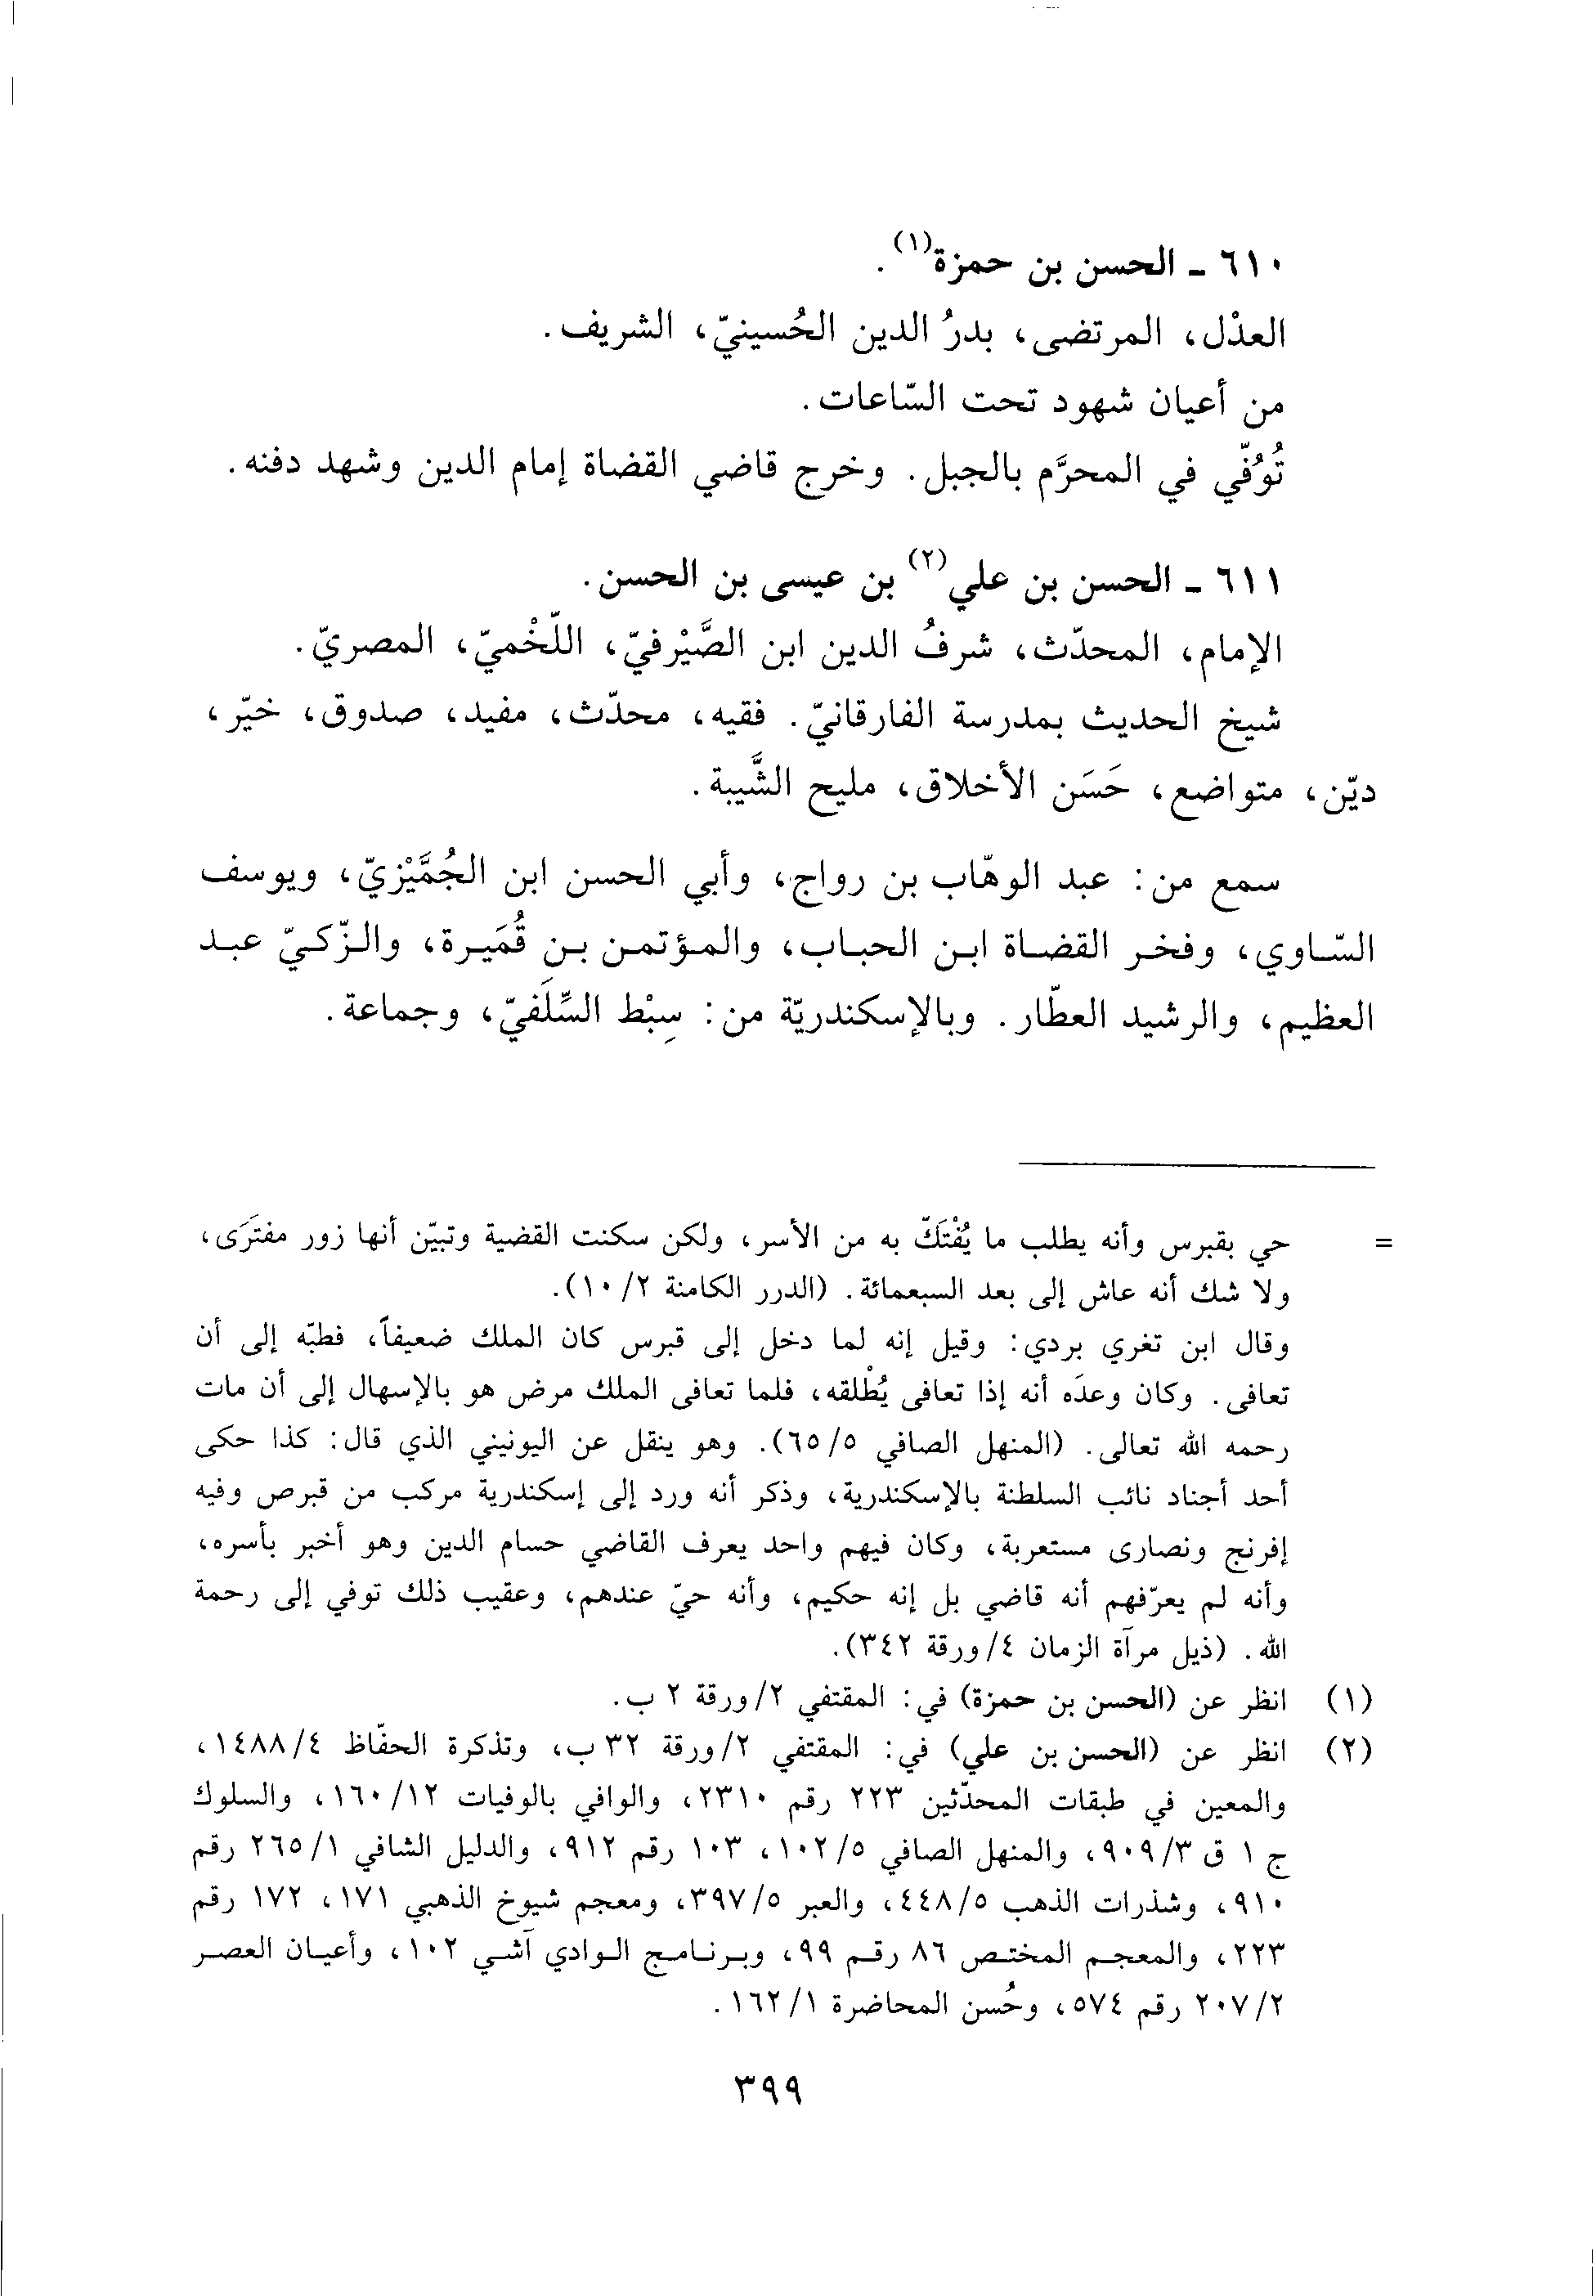 ٦١٠ ـ الحسن بن حمزة(١).
العدْل، المرتضى، بدرُ الدين الحُسينيّ، الشريف.
من أعيان شهود تحت السّاعات.
تُوُفّي في المحرَّم بالجبل. وخرج قاضي القضاة إمام الدين وشهد دفنه.
٦١١ ـ الحسن بن علي(٢) بن عيسى بن الحسن.
الإمام، المحدّث، شرفُ الدين ابن الصَّيْرفيّ، اللّخْميّ، المصريّ.
شيخ الحديث بمدرسة الفارقانيّ. فقيه، محدّث، مفيد، صدوق، خيّر،
ديّن، متواضع، حَسَن الأخلاق، مليح الشَّيبة.
سمع من: عبد الوهّاب بن رواج، وأبي الحسن ابن الجُمَّيْزيّ، ويوسف
السّاوي، وفخر القضاة ابن الحباب، والمؤتمن بن قُمَيرة، والزّكيّ عبد
العظيم، والرشيد العطّار. وبالإسكندريّة من: سِبْط السِّلَفيّ، وجماعة.
= حي بقبرس وأنه يطلب ما يُفْتَكّ به من الأسر، ولكن سكنت القضية وتبيّن أنها زور مفترَى،
ولا شك أنه عاش إلى بعد السبعمائة. (الدرر الكامنة ٢/ ١٠).
وقال ابن تغري بردي: وقيل إنه لما دخل إلى قبرس كان الملك ضعيفاً، فطبّه إلى أن
تعافى. وكان وعدَه أنه إذا تعافى يُطْلقه، فلما تعافى الملك مرض هو بالإسهال إلى أن مات
رحمه الله تعالى. (المنهل الصافي ٥/ ٦٥). وهو ينقل عن اليونيني الذي قال: كذا حكى
أحد أجناد نائب السلطنة بالإسكندرية، وذكر أنه ورد إلى إسكندرية مركب من قبرص وفيه
إفرنج ونصارى مستعربة، وكان فيهم واحد يعرف القاضي حسام الدين وهو أخبر بأسره،
وأنه لم يعرّفهم أنه قاضي بل إنه حكيم، وأنه حيّ عندهم، وعقيب ذلك توفي إلى رحمة
الله. (ذيل مرآة الزمان ٤/ ورقة ٣٤٢).
(١) انظر عن (الحسن بن حمزة) في: المقتفي ٢/ ورقة ٢ ب.
(٢) انظر عن (الحسن بن علي) في: المقتفي ٢/ ورقة ٣٢ ب، وتذكرة الحفّاظ ٤/ ١٤٨٨،
والمعين في طبقات المحدّثين ٢٢٣ رقم ٢٣١٠، والوافي بالوفيات ١٢/ ١٦٠، والسلوك
ج ١ ق ٣/ ٩٠٩، والمنهل الصافي ٥/ ١٠٢، ١٠٣ رقم ٩١٢، والدليل الشافي ١/ ٢٦٥ رقم
٩١٠، وشذرات الذهب ٥/ ٤٤٨، والعبر ٥/ ٣٩٧، ومعجم شيوخ الذهبي ١٧١، ١٧٢ رقم
٢٢٣، والمعجم المختص ٨٦ رقم ٩٩، وبرنامج الوادي آشي ١٠٢، وأعيان العصر
٢/ ٢٠٧ رقم ٥٧٤، وحُسن المحاضرة ١/ ١٦٢.
٣٩٩